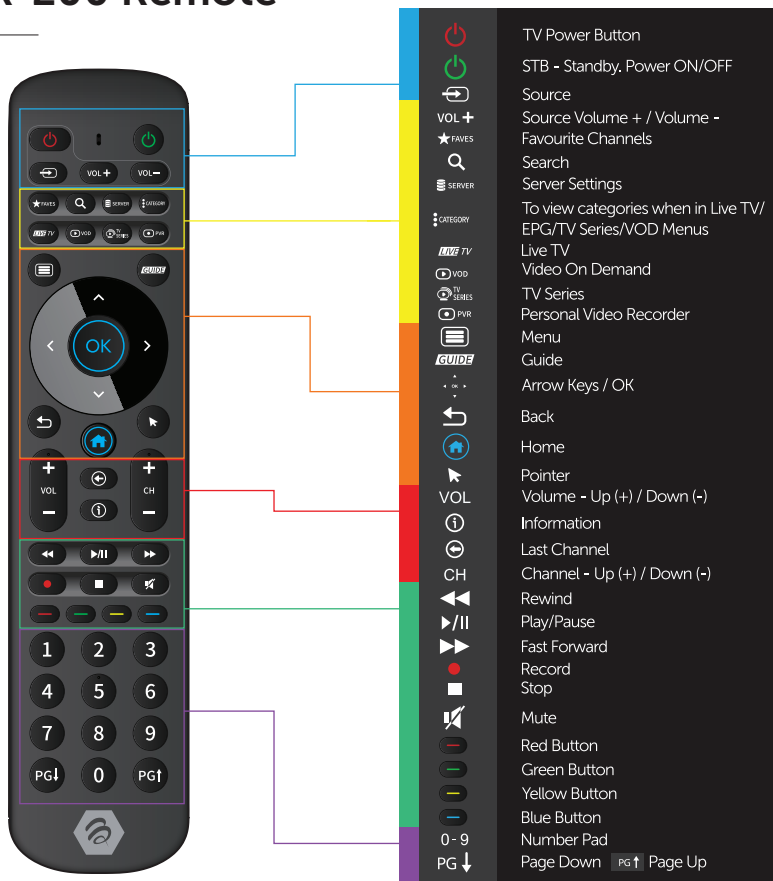 -200 Remote
VOL+
VOL-
FAVES
SERVER
CATEGORY
LIVE TV
VOD
TV SERIES
PVR
GUIDE
OK
+
+
VOL
CH
-
-
1
2
3
4
5
6
7
8
9
PG↓
0
PG↑
TV Power Button
STB - Standby. Power ON/OFF
Source
VOL + Source Volume + / Volume -
FAVES Favourite Channels
Search
SERVER Server Settings
CATEGORY To view categories when in Live TV/
EPG/TV Series/VOD Menus
LIVE TV Live TV
VOD Video On Demand
TV SERIES TV Series
PVR Personal Video Recorder
Menu
GUIDE Guide
OK Arrow Keys / OK
Back
Home
Pointer
VOL Volume - Up (+) / Down (-)
Information
Last Channel
CH Channel - Up (+) / Down (-)
Rewind
Play/Pause
Fast Forward
Record
Stop
Mute
Red Button
Green Button
Yellow Button
Blue Button
0-9 Number Pad
PG↓ Page Down PG↑ Page Up